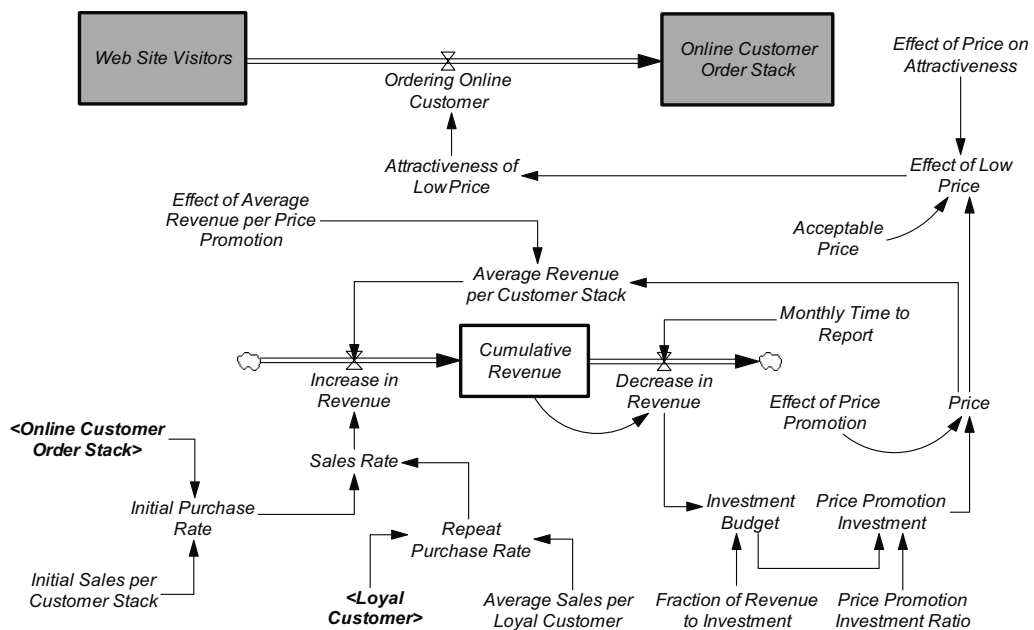 Web Site Visitors
Online Customer
Order Stack
Effect of Price on
Attractiveness
Ordering Online
Customer
Attractiveness of
Low Price
Effect of Low
Price
Effect of Average
Revenue per Price
Promotion
Acceptable
Price
Average Revenue
per Customer Stack
Monthly Time to
Report
Cumulative
Revenue
Increase in
Revenue
Decrease in
Revenue
Effect of Price
Promotion
Price
<Online Customer
Order Stack>
Sales Rate
Initial Purchase
Rate
Repeat
Purchase Rate
Investment
Budget
Price Promotion
Investment
Initial Sales per
Customer Stack
<Loyal
Customer>
Average Sales per
Loyal Customer
Fraction of Revenue
to Investment
Price Promotion
Investment Ratio